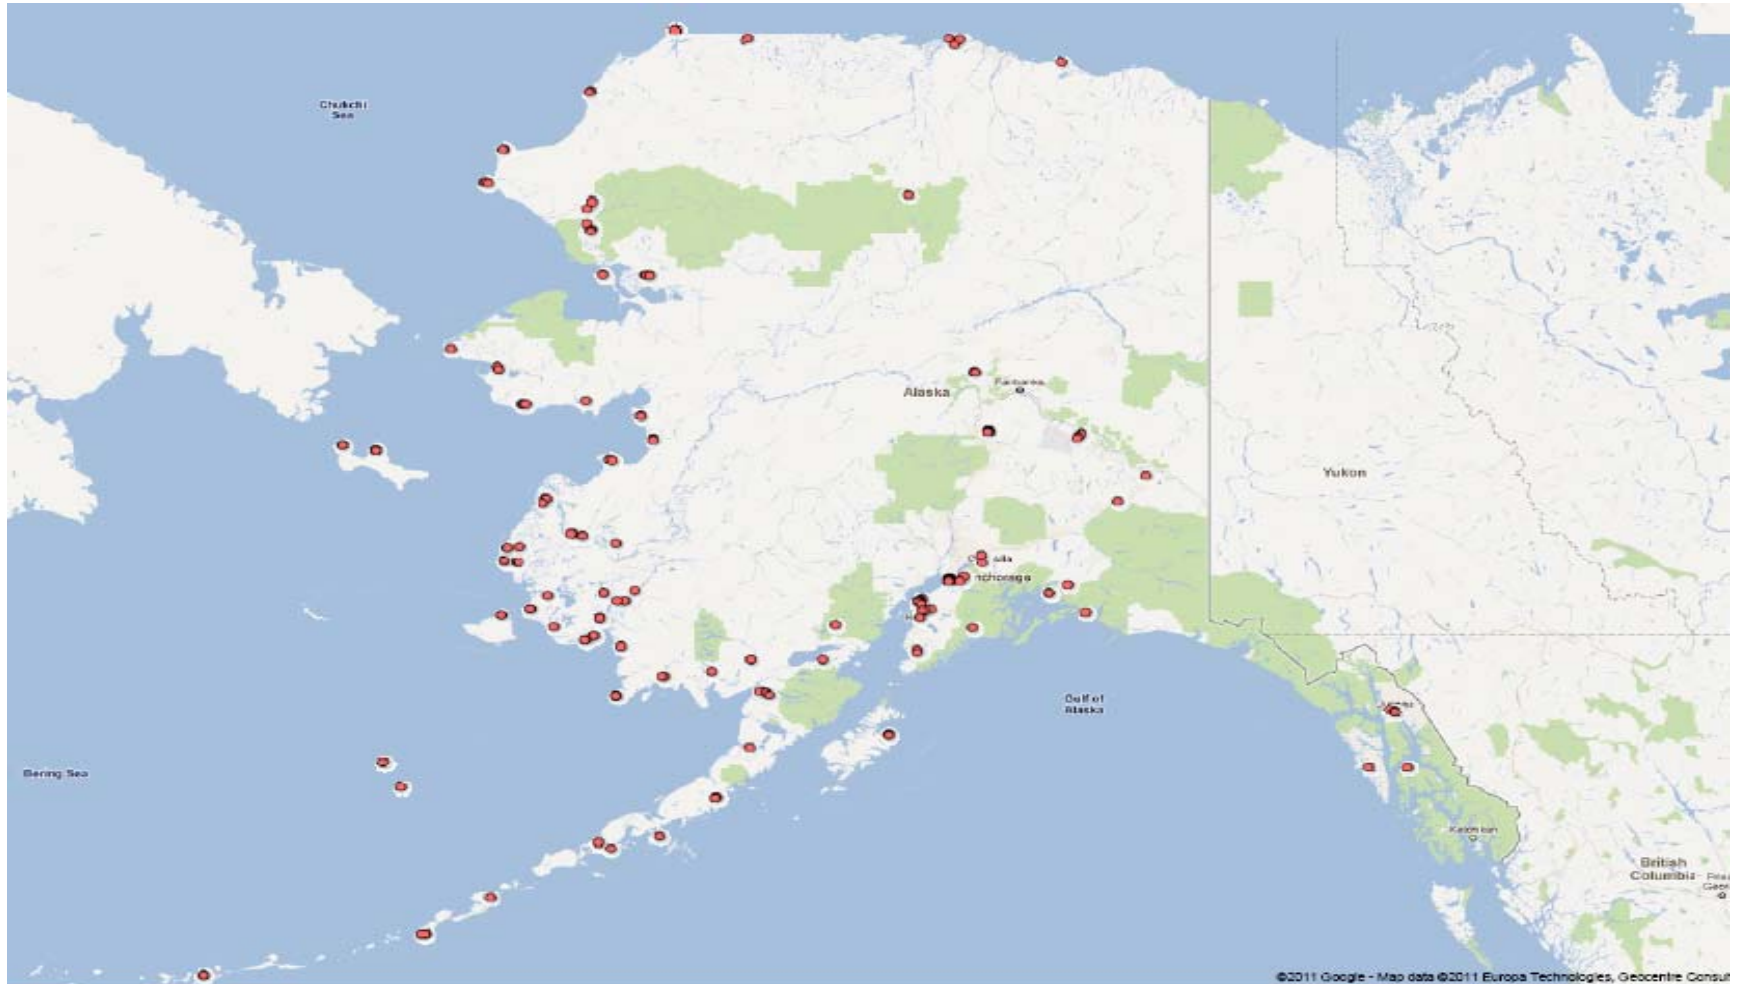 Chukchi
Sea
Alaska
Fairbanks
Yukon
nchorage
Gulf of
Alaska
Bering Sea
Ketchikan
British
Columbia
©2011 Google - Map data ©2011 Europa Technologies, Geocentre Consul